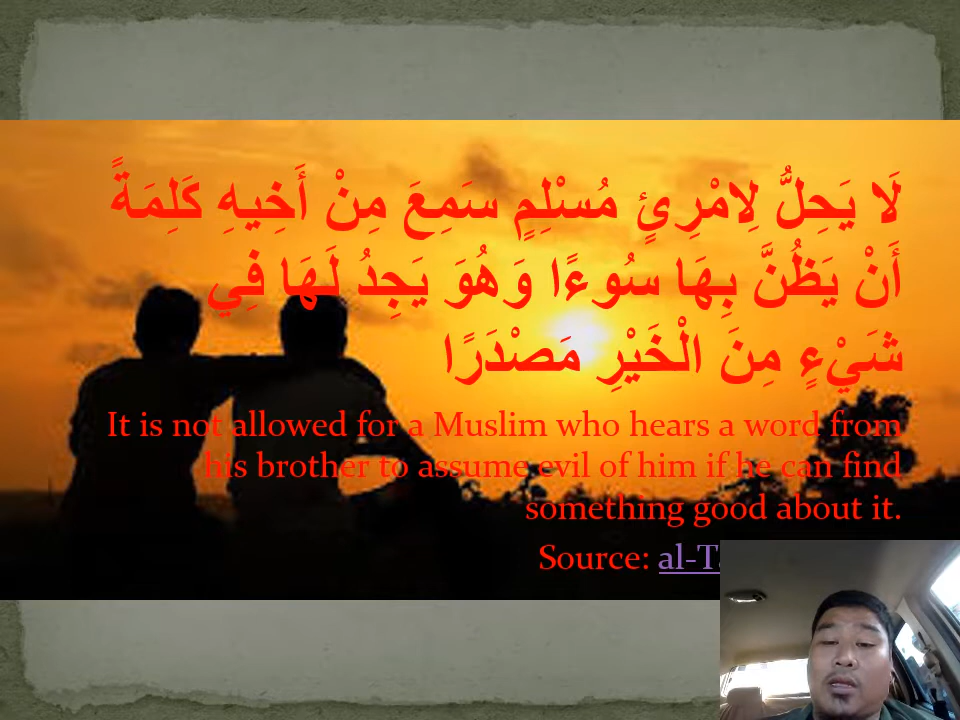 لَا يَحِلُّ لِامْرِئٍ مُسْلِمٍ سَمِعَ مِنْ أَخِيهِ كَلِمَةً
أَنْ يَظُنَّ بِهَا سُوءًا وَهُوَ يَجِدُ لَهَا فِي
شَيْءٍ مِنَ الْخَيْرِ مَصْدَرًا
It is not allowed for a Muslim who hears a word from
his brother to assume evil of him if he can find
something good about it.
Source: